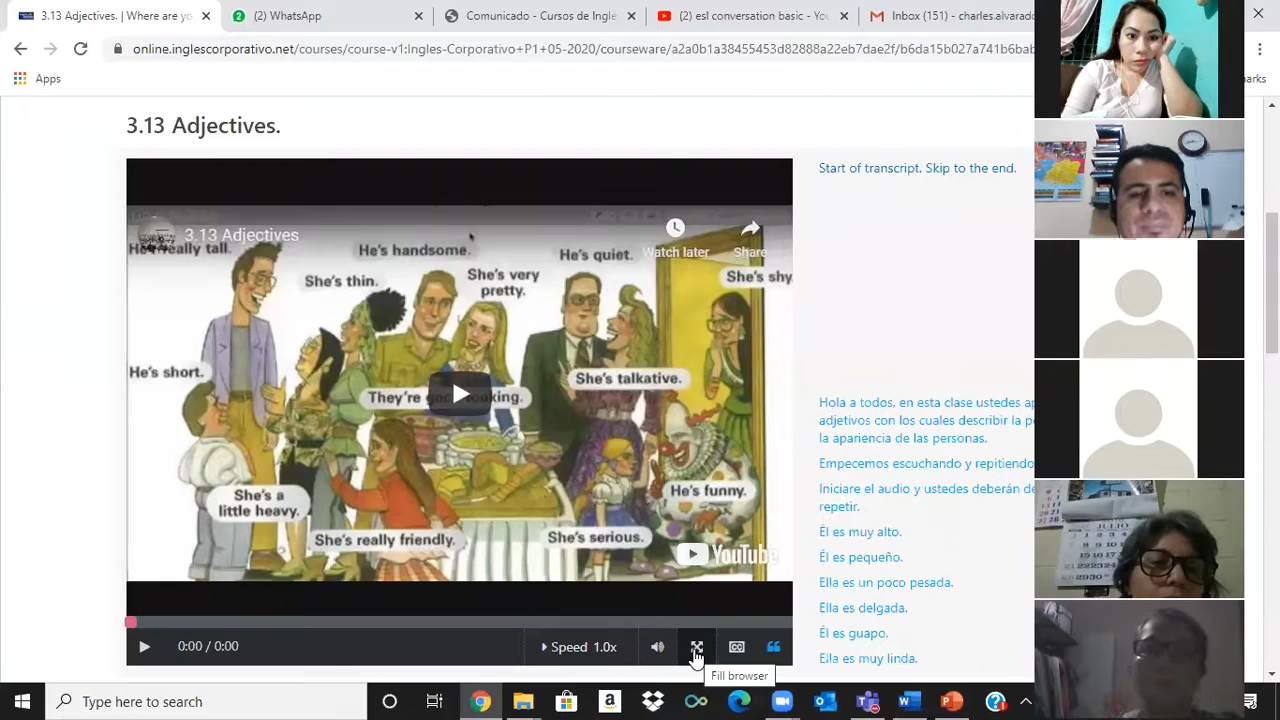 3.13 Adjectives. | Where are yo
(2) WhatsApp
Comunicado - Cursos de Inglé
(2) esl conversation basic - You
Inbox (151) - charles.alvarado
online.inglescorporativo.net/courses/course-v1:Ingles-Corporativo+P1+05-2020/courseware/a2a0b1a38455453d82888a22eb7dae2f/b6da15b027a741b6bab
Apps
3.13 Adjectives.
Start of transcript. Skip to the end.
3.13 Adjectives
Watch later
Share
He's really tall.
He's handsome.
He's quiet.
She's thin.
She's very
pretty.
She's shy.
He's short.
They're good looking.
She's talkative.
She's a
little heavy.
He's funny.
She's really friendly.
She's serious.
YouTube
0:00 / 0:00
Speed 1.0x
Fill browser
Hola a todos, en esta clase ustedes ap
adjetivos con los cuales describir la pe
la apariencia de las personas.
Empecemos escuchando y repitiendo
Iniciare el audio y ustedes deberán de
repetir.
Él es muy alto.
Él es pequeño.
Ella es un poco pesada.
Ella es delgada.
Él es guapo.
Ella es muy linda.
Type here to search
JULIO